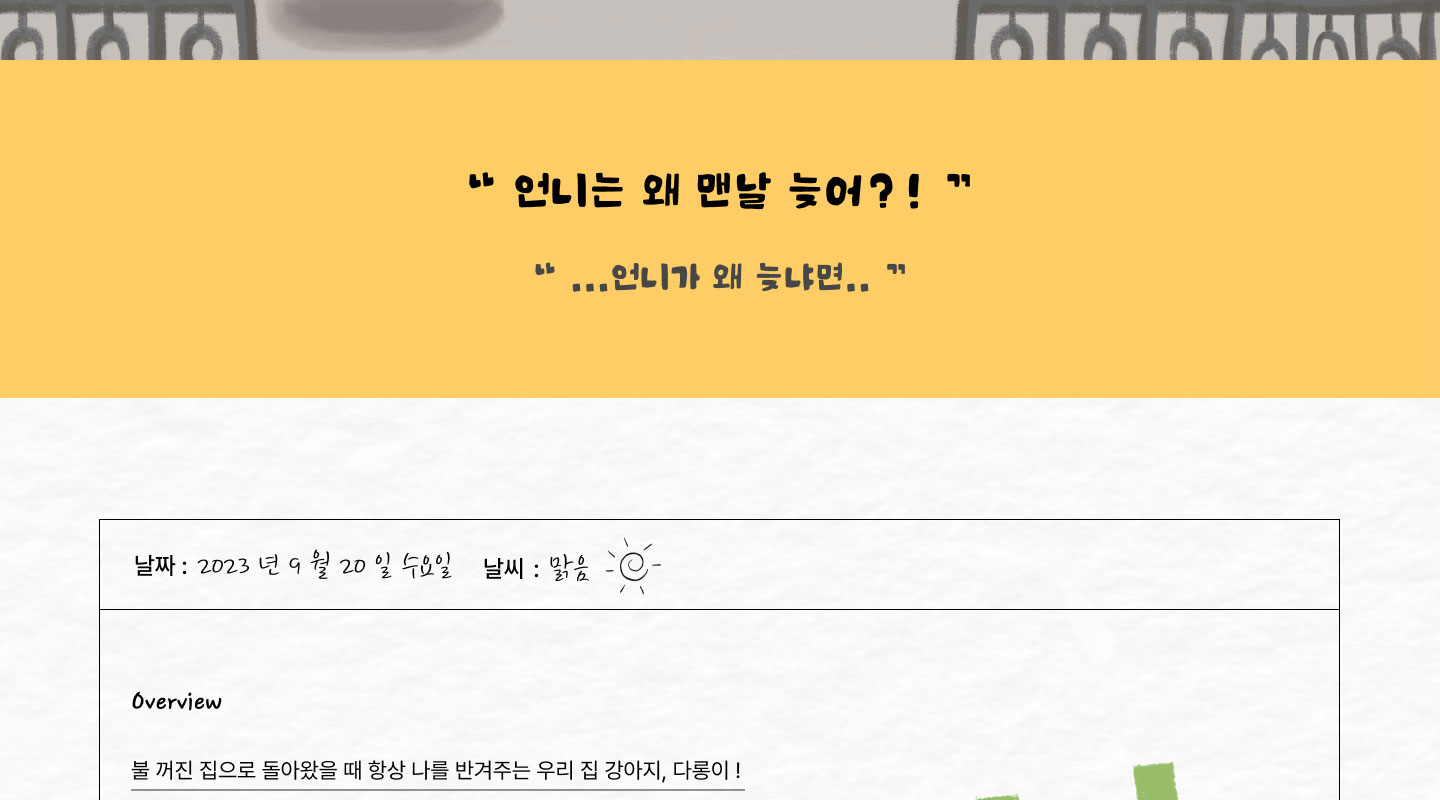 “ 언니는 왜 맨날 늦어?! ”
“ ...언니가 왜 늦냐면.. ”
날짜 : 2023 년 9 월 20 일 수요일 날씨 : 맑음
Overview
불 꺼진 집으로 돌아왔을 때 항상 나를 반겨주는 우리 집 강아지, 다롱이 !